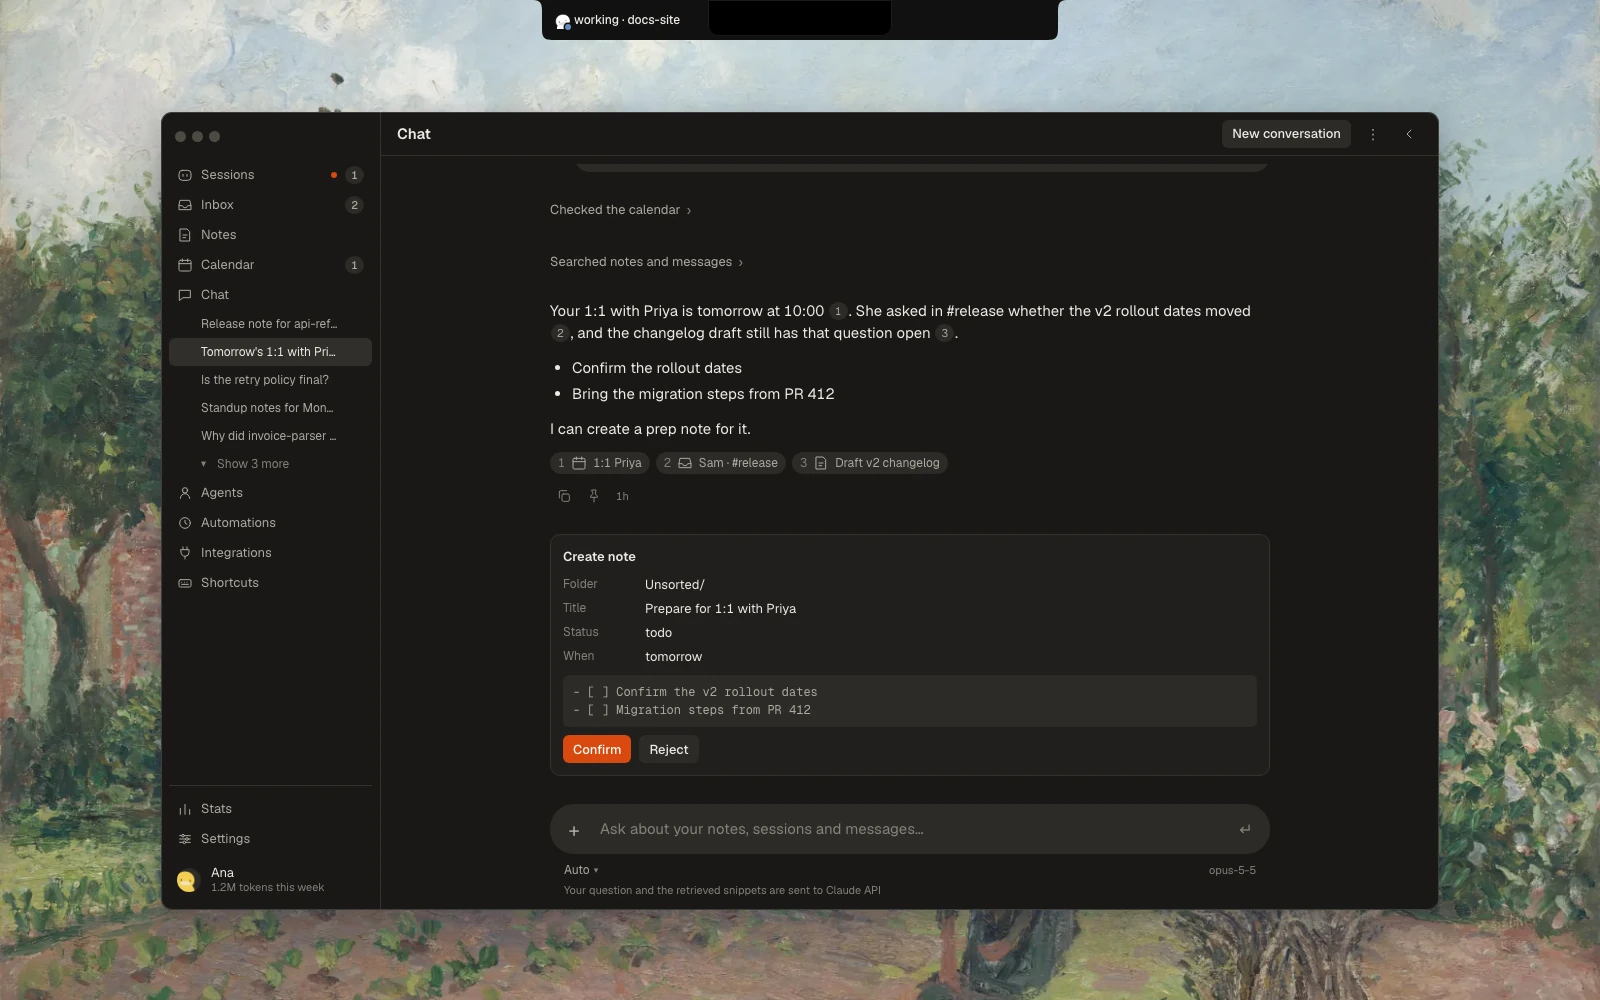 working · docs-site
Chat
New conversation
Sessions
1
Inbox
2
Notes
Calendar
1
Chat
Release note for api-ref…
Tomorrow's 1:1 with Pri…
Is the retry policy final?
Standup notes for Mon…
Why did invoice-parser …
Show 3 more
Agents
Automations
Integrations
Shortcuts
Stats
Settings
Ana
1.2M tokens this week
Checked the calendar ›
Searched notes and messages ›
Your 1:1 with Priya is tomorrow at 10:00 1. She asked in #release whether the v2 rollout dates moved
2, and the changelog draft still has that question open 3.
• Confirm the rollout dates
• Bring the migration steps from PR 412
I can create a prep note for it.
1 1:1 Priya 2 Sam · #release 3 Draft v2 changelog
1h
Create note
Folder Unsorted/
Title Prepare for 1:1 with Priya
Status todo
When tomorrow
- [ ] Confirm the v2 rollout dates
- [ ] Migration steps from PR 412
Confirm Reject
+ Ask about your notes, sessions and messages…
Auto
opus-5-5
Your question and the retrieved snippets are sent to Claude API